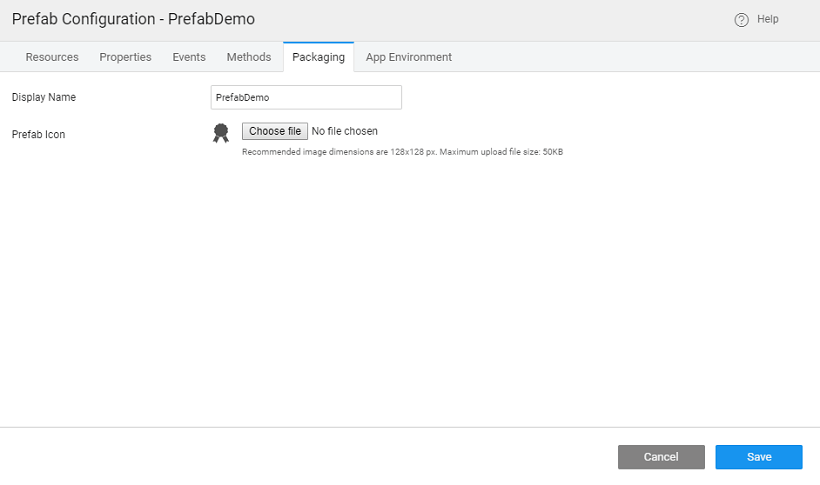 Prefab Configuration - PrefabDemo
Help
Resources Properties Events Methods Packaging App Environment
Display Name PrefabDemo
Prefab Icon Choose file No file chosen
Recommended image dimensions are 128x128 px. Maximum upload file size: 50KB
Cancel Save